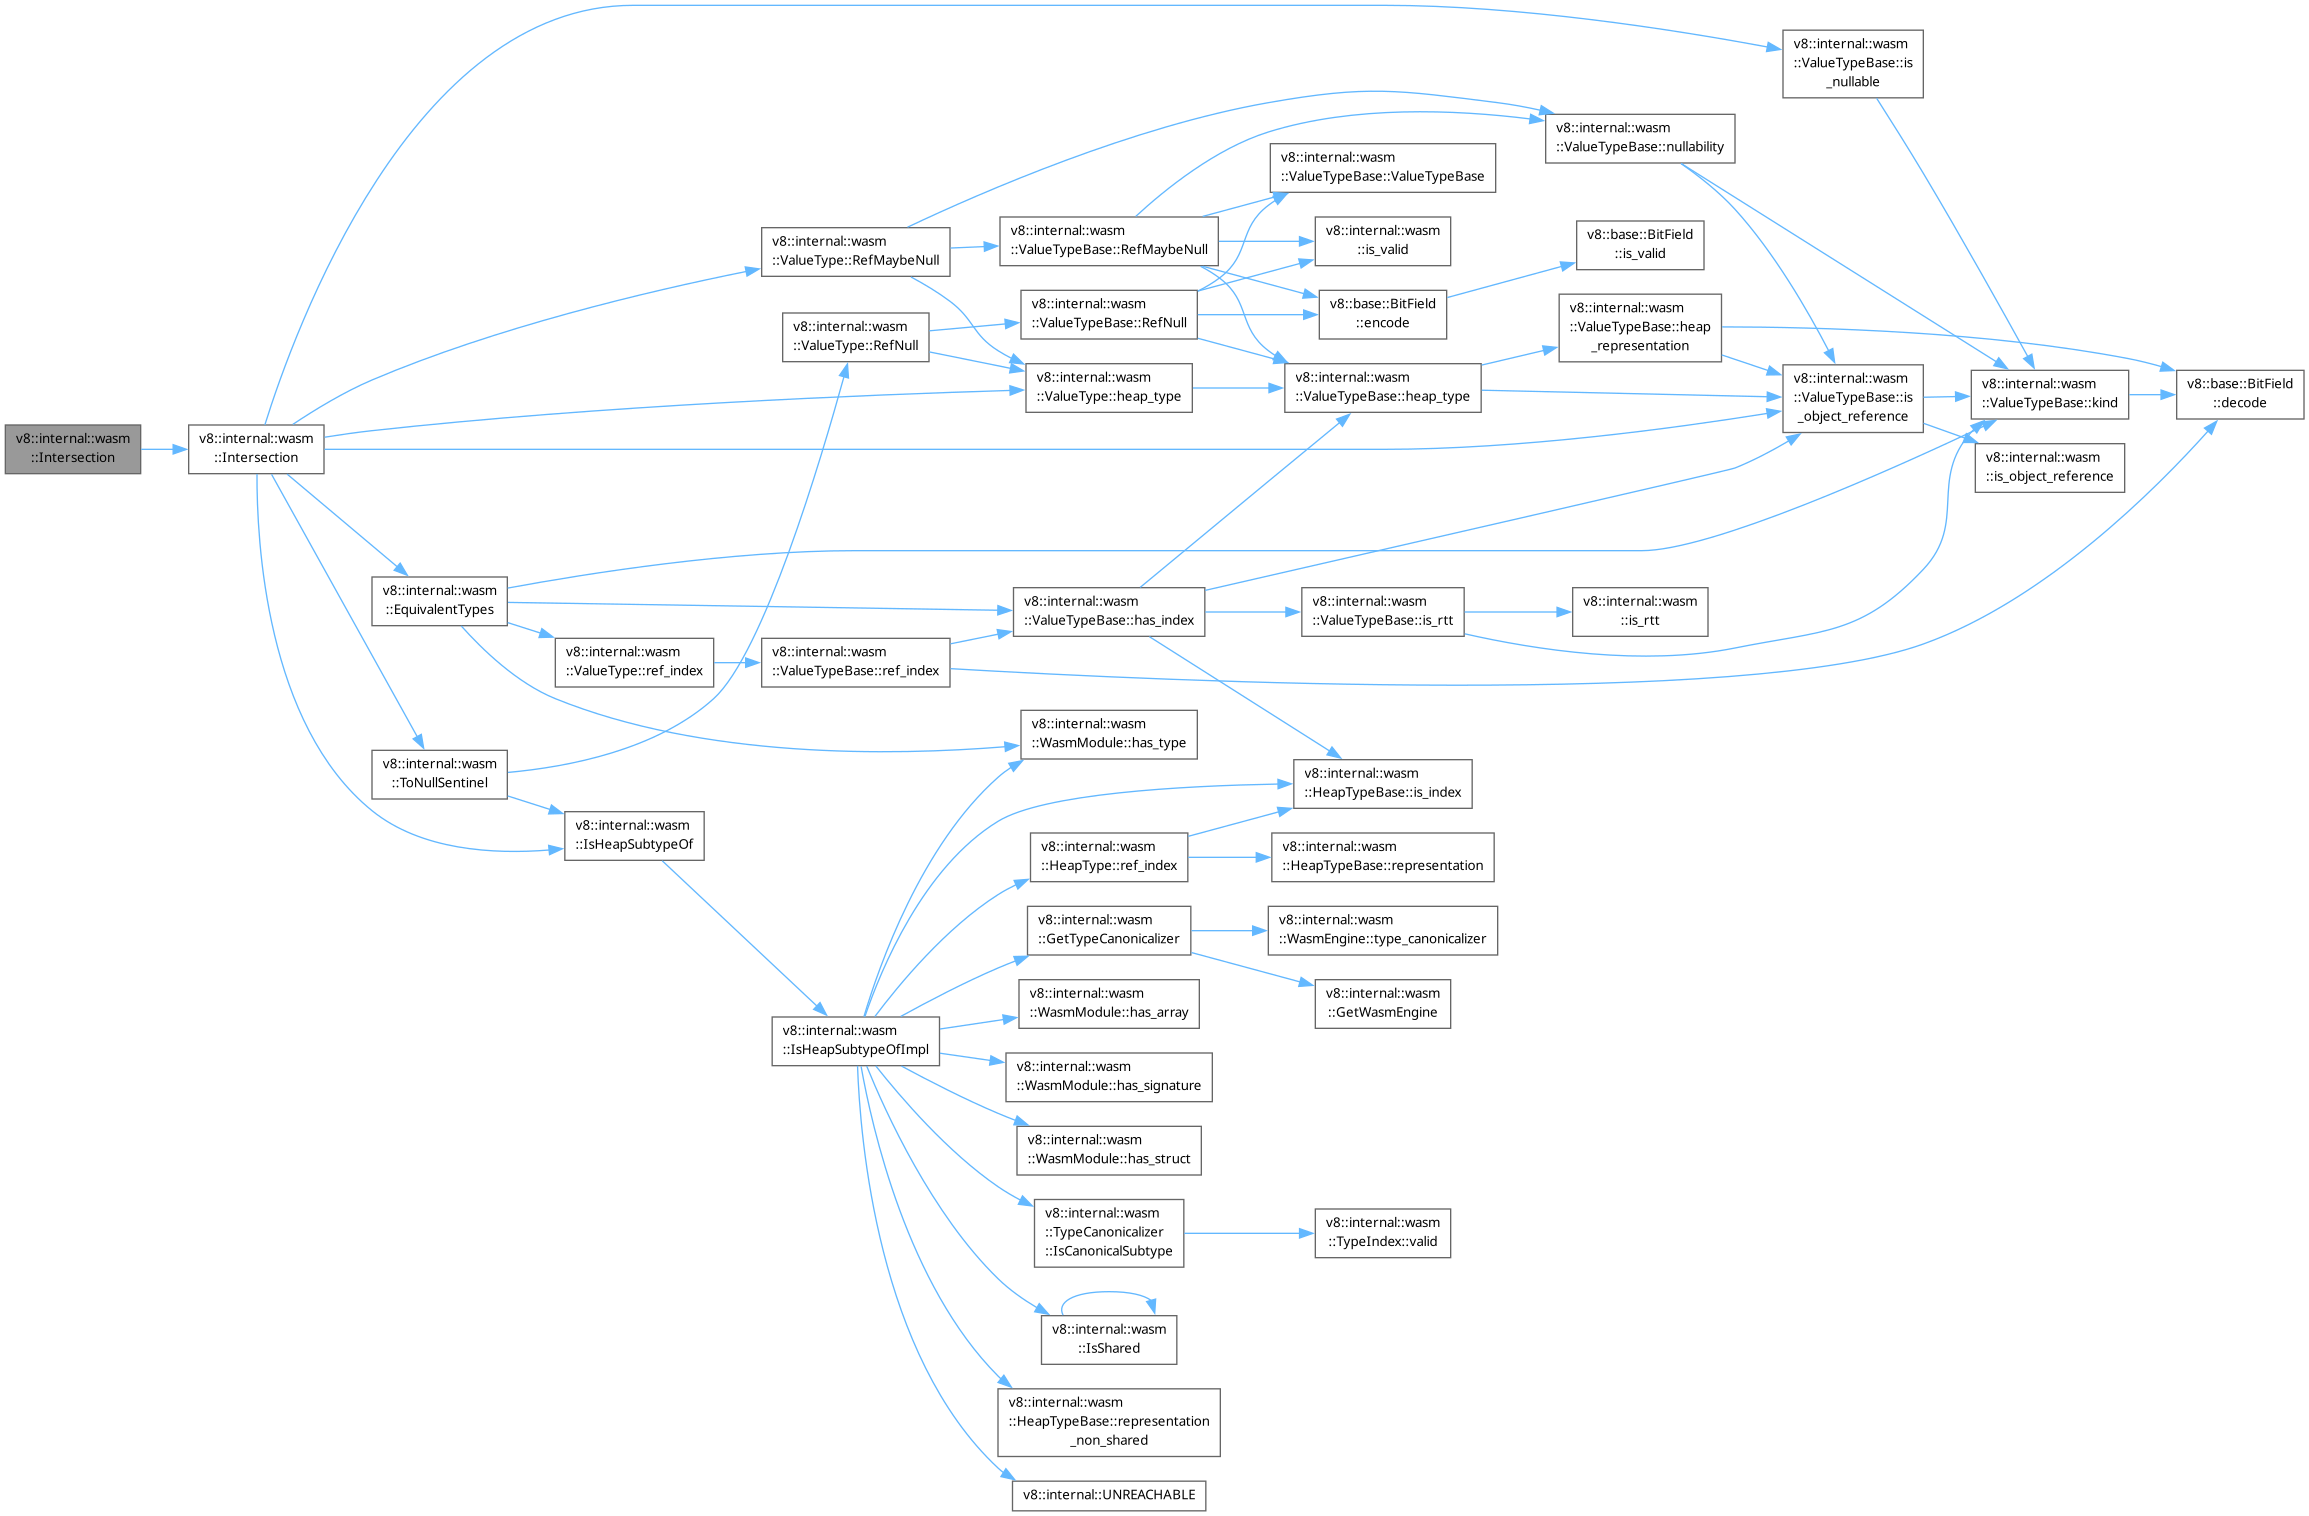 v8::internal::wasm
::Intersection
v8::internal::wasm
::Intersection
v8::internal::wasm
::EquivalentTypes
v8::internal::wasm
::ToNullSentinel
v8::internal::wasm
::ValueType::ref_index
v8::internal::wasm
::IsHeapSubtypeOf
v8::internal::wasm
::ValueType::RefMaybeNull
v8::internal::wasm
::ValueType::RefNull
v8::internal::wasm
::ValueTypeBase::ref_index
v8::internal::wasm
::IsHeapSubtypeOfImpl
v8::internal::wasm
::ValueTypeBase::RefMaybeNull
v8::internal::wasm
::ValueTypeBase::RefNull
v8::internal::wasm
::ValueType::heap_type
v8::internal::wasm
::ValueTypeBase::has_index
v8::internal::wasm
::WasmModule::has_type
v8::internal::wasm
::HeapType::ref_index
v8::internal::wasm
::GetTypeCanonicalizer
v8::internal::wasm
::WasmModule::has_array
v8::internal::wasm
::WasmModule::has_signature
v8::internal::wasm
::WasmModule::has_struct
v8::internal::wasm
::TypeCanonicalizer
::IsCanonicalSubtype
v8::internal::wasm
::IsShared
v8::internal::wasm
::HeapTypeBase::representation
_non_shared
v8::internal::UNREACHABLE
v8::internal::wasm
::ValueTypeBase::ValueTypeBase
v8::internal::wasm
::is_valid
v8::base::BitField
::encode
v8::internal::wasm
::ValueTypeBase::heap_type
v8::internal::wasm
::ValueTypeBase::is_rtt
v8::internal::wasm
::HeapTypeBase::is_index
v8::internal::wasm
::HeapTypeBase::representation
v8::internal::wasm
::WasmEngine::type_canonicalizer
v8::internal::wasm
::GetWasmEngine
v8::internal::wasm
::TypeIndex::valid
v8::internal::wasm
::ValueTypeBase::nullability
v8::base::BitField
::is_valid
v8::internal::wasm
::ValueTypeBase::heap
_representation
v8::internal::wasm
::is_rtt
v8::internal::wasm
::ValueTypeBase::is
_nullable
v8::internal::wasm
::ValueTypeBase::is
_object_reference
v8::internal::wasm
::ValueTypeBase::kind
v8::internal::wasm
::is_object_reference
v8::base::BitField
::decode